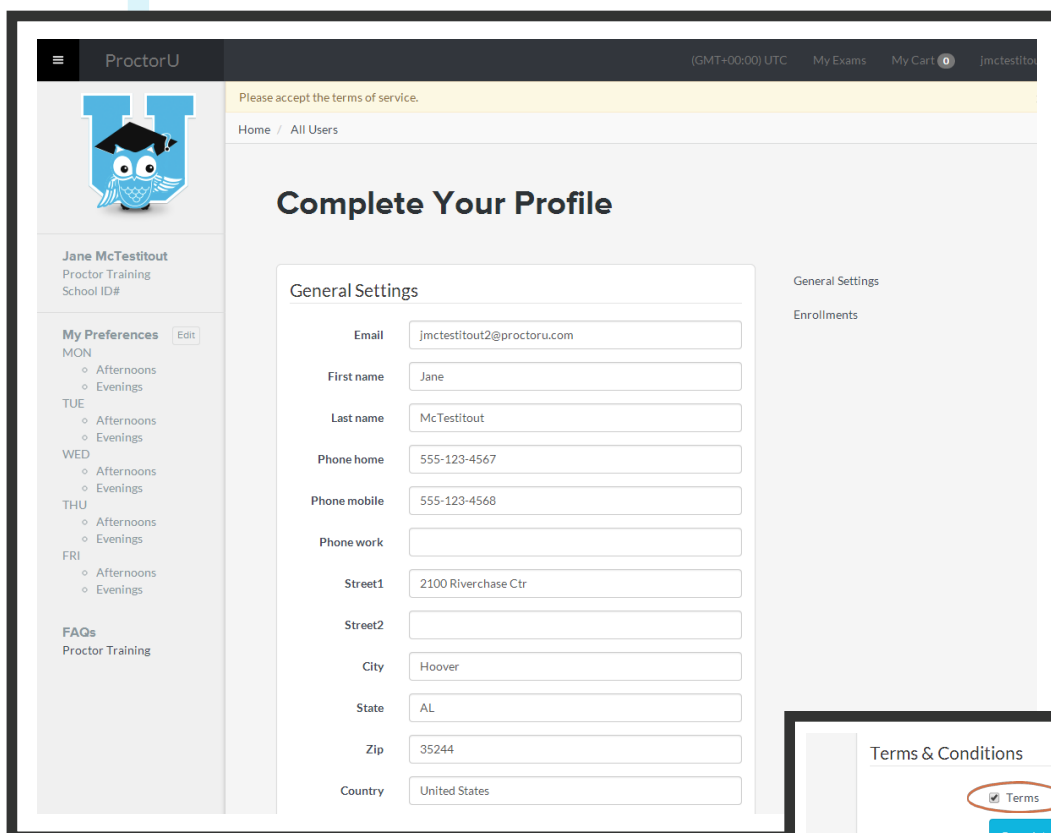 ≡ ProctorU (GMT+00:00) UTC My Exams My Cart 0 jmctestitou
Please accept the terms of service.
Home / All Users
Complete Your Profile
Jane McTestitout
Proctor Training
School ID#
My Preferences Edit
MON
Afternoons
Evenings
TUE
Afternoons
Evenings
WED
Afternoons
Evenings
THU
Afternoons
Evenings
FRI
Afternoons
Evenings
FAQs
Proctor Training
General Settings
Email jmctestitout2@proctoru.com
First name Jane
Last name McTestitout
Phone home 555-123-4567
Phone mobile 555-123-4568
Phone work
Street1 2100 Riverchase Ctr
Street2
City Hoover
State AL
Zip 35244
Country United States
General Settings
Enrollments
Terms & Conditions
Terms